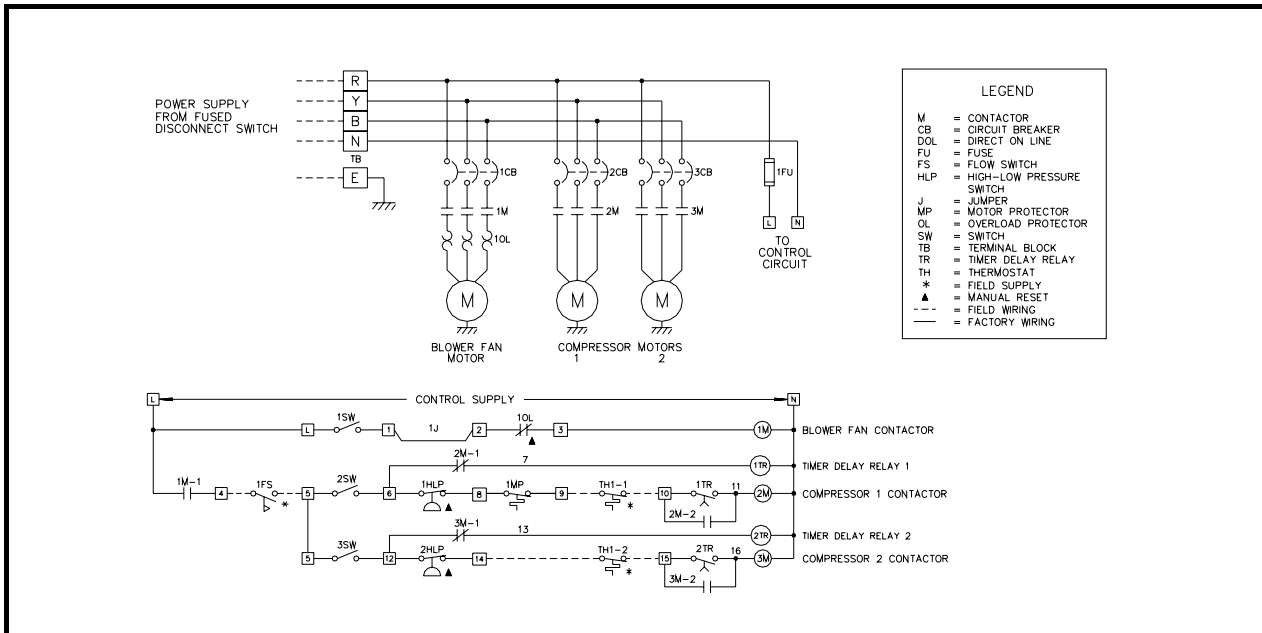 POWER SUPPLY
FROM FUSED
DISCONNECT SWITCH
R
Y
B
N
TB
E
1CB
2CB
3CB
1FU
1M
2M
3M
1OL
L
N
TO
CONTROL
CIRCUIT
M
M
M
BLOWER FAN
MOTOR
COMPRESSOR MOTORS
1 2
LEGEND
M = CONTACTOR
CB = CIRCUIT BREAKER
DOL = DIRECT ON LINE
FU = FUSE
FS = FLOW SWITCH
HLP = HIGH-LOW PRESSURE
SWITCH
J = JUMPER
MP = MOTOR PROTECTOR
OL = OVERLOAD PROTECTOR
SW = SWITCH
TB = TERMINAL BLOCK
TR = TIMER DELAY RELAY
TH = THERMOSTAT
* = FIELD SUPPLY
▲ = MANUAL RESET
---- = FIELD WIRING
—— = FACTORY WIRING
L CONTROL SUPPLY N
L 1SW 1 1J 2 1OL 3 1M BLOWER FAN CONTACTOR
2M-1 7 1TR TIMER DELAY RELAY 1
1M-1 4 1FS * 5 2SW 6 1HLP 8 1MP 9 TH1-1 * 10 1TR 11 2M COMPRESSOR 1 CONTACTOR
2M-2
3M-1 13 2TR TIMER DELAY RELAY 2
5 3SW 12 2HLP 14 TH1-2 * 15 2TR 16 3M COMPRESSOR 2 CONTACTOR
3M-2